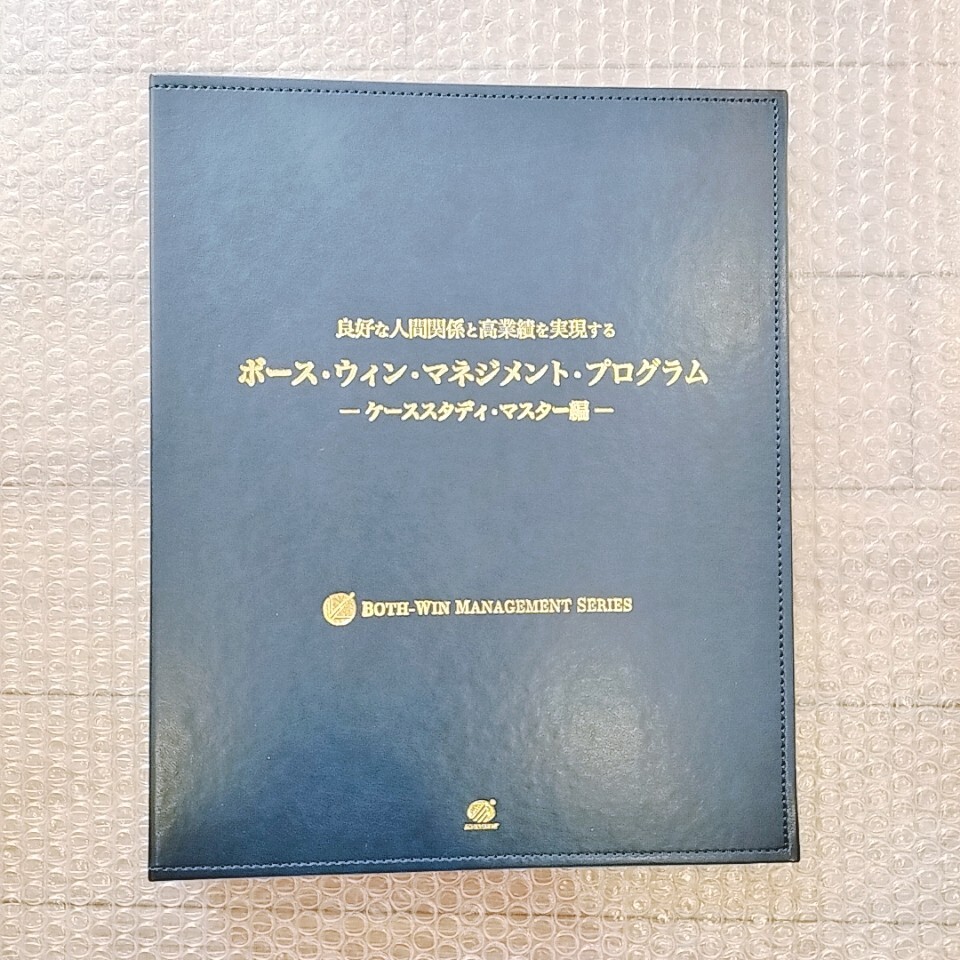 良好な人間関係と高業績を実現する
ボース・ウィン・マネジメント・プログラム
― ケーススタディ・マスター編 ―
BOTH-WIN MANAGEMENT SERIES